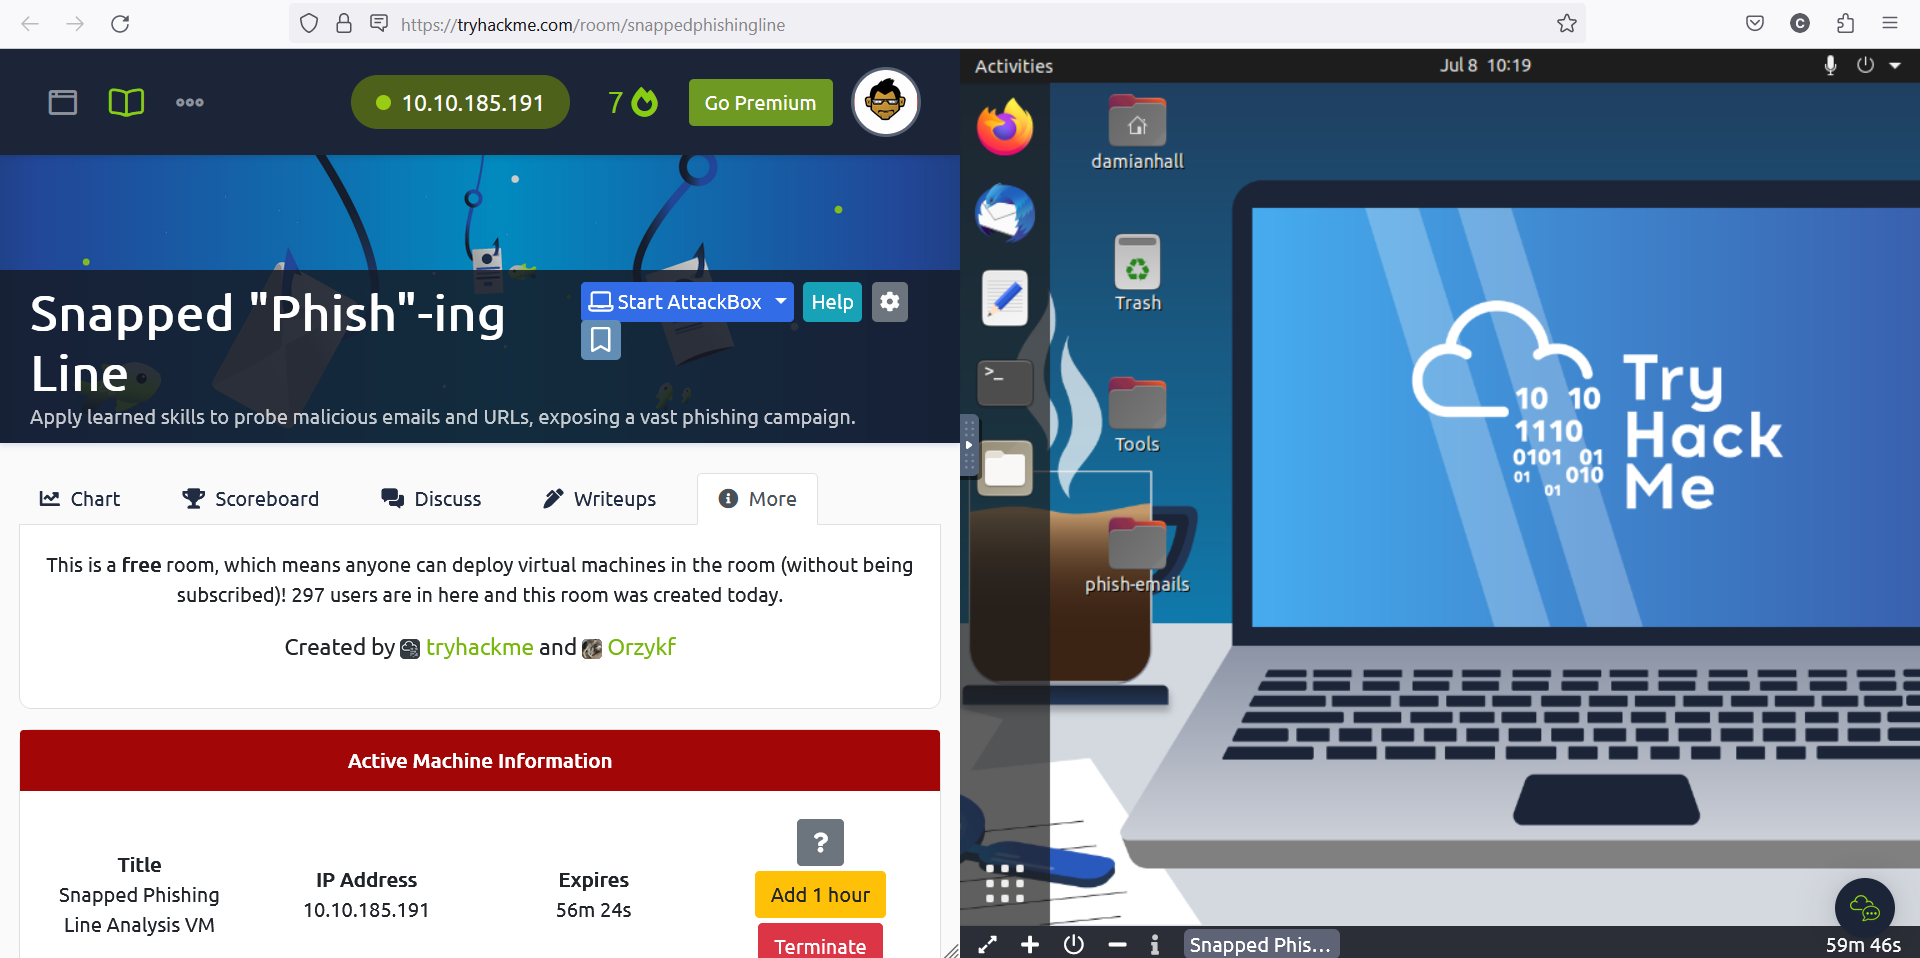 https://tryhackme.com/room/snappedphishingline
C
10.10.185.191
7
Go Premium
Snapped "Phish"-ing
Line
Start AttackBox
Help
Apply learned skills to probe malicious emails and URLs, exposing a vast phishing campaign.
Chart
Scoreboard
Discuss
Writeups
More
This is a free room, which means anyone can deploy virtual machines in the room (without being
subscribed)! 297 users are in here and this room was created today.
Created by tryhackme and Orzykf
Active Machine Information
Title
Snapped Phishing
Line Analysis VM
IP Address
10.10.185.191
Expires
56m 24s
?
Add 1 hour
Terminate
Activities
Jul 8 10:19
damianhall
Trash
>_
Tools
phish-emails
10 10
1110
0101 01
01 010
01
Try
Hack
Me
Snapped Phis...
59m 46s